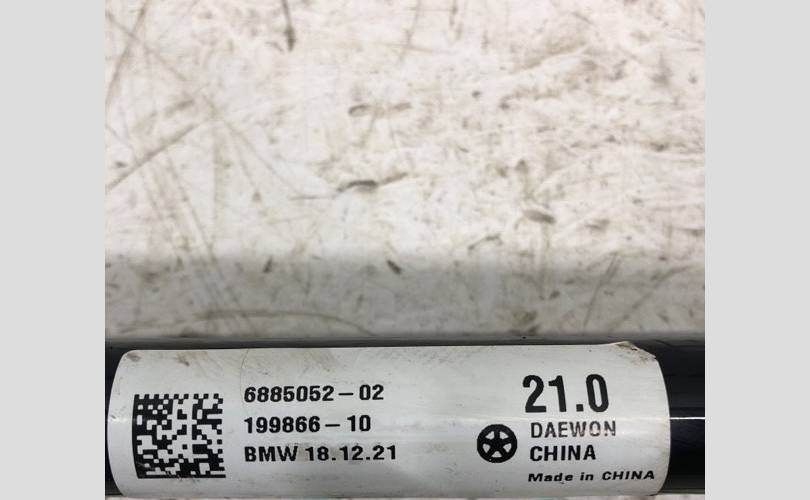 6885052-02
199866-10
BMW 18.12.21
21.0
DAEWON
CHINA
Made in CHINA